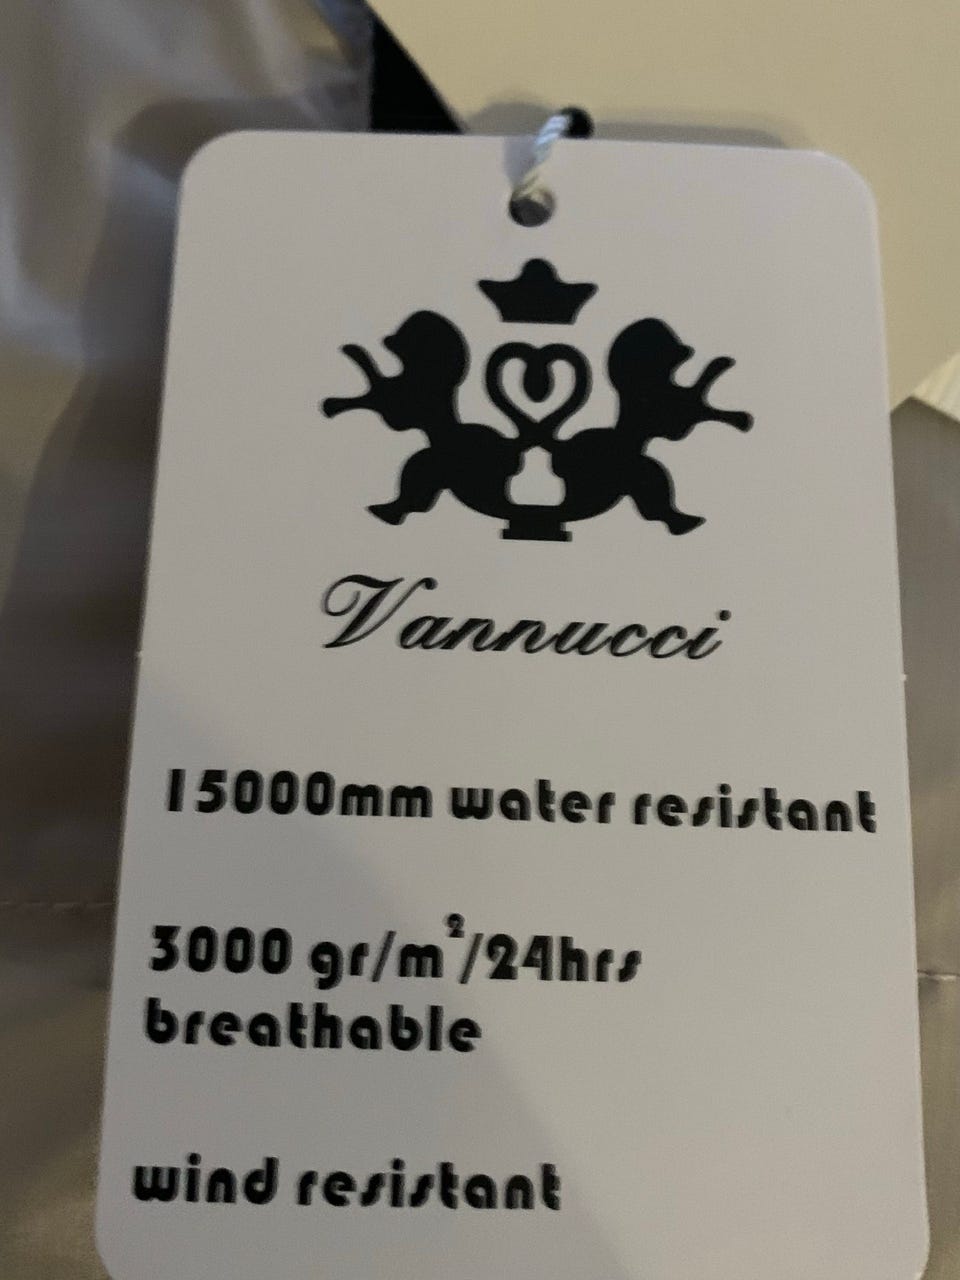 Vannucci
15000mm water resistant
3000 gr/m²/24hrs
breathable
wind resistant